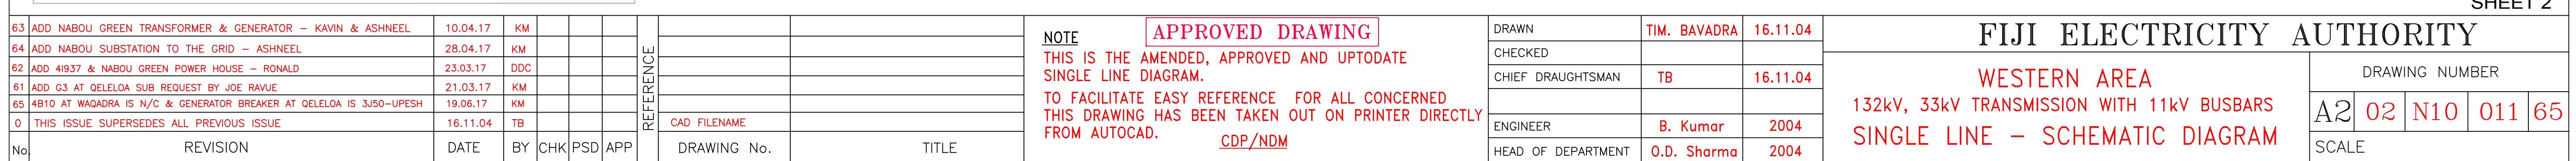 SHEET 2
63 ADD NABOU GREEN TRANSFORMER & GENERATOR – KAVIN & ASHNEEL 10.04.17 KM
64 ADD NABOU SUBSTATION TO THE GRID – ASHNEEL 28.04.17 KM
62 ADD 41937 & NABOU GREEN POWER HOUSE – RONALD 23.03.17 DDC
61 ADD G3 AT QELELOA SUB REQUEST BY JOE RAVUE 21.03.17 KM
65 4B10 AT WAQADRA IS N/C & GENERATOR BREAKER AT QELELOA IS 3J50-UPESH 19.06.17 KM
0 THIS ISSUE SUPERSEDES ALL PREVIOUS ISSUE 16.11.04 TB
No. REVISION DATE BY CHK PSD APP
REFERENCE
CAD FILENAME
DRAWING No. TITLE
NOTE
APPROVED DRAWING
THIS IS THE AMENDED, APPROVED AND UPTODATE
SINGLE LINE DIAGRAM.
TO FACILITATE EASY REFERENCE FOR ALL CONCERNED
THIS DRAWING HAS BEEN TAKEN OUT ON PRINTER DIRECTLY
FROM AUTOCAD.
CDP/NDM
DRAWN TIM. BAVADRA 16.11.04
CHECKED
CHIEF DRAUGHTSMAN TB 16.11.04
ENGINEER B. Kumar 2004
HEAD OF DEPARTMENT O.D. Sharma 2004
FIJI ELECTRICITY AUTHORITY
WESTERN AREA
132kV, 33kV TRANSMISSION WITH 11kV BUSBARS
SINGLE LINE – SCHEMATIC DIAGRAM
DRAWING NUMBER
A2 02 N10 011 65
SCALE